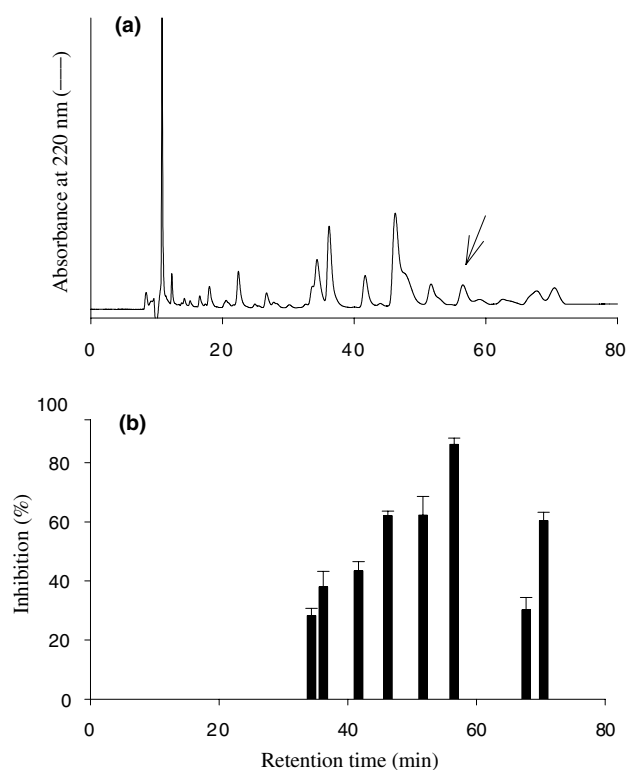 (a)
Absorbance at 220 nm (——)
0 20 40 60 80
(b)
100
80
60
40
20
0
Inhibition (%)
0 20 40 60 80
Retention time (min)